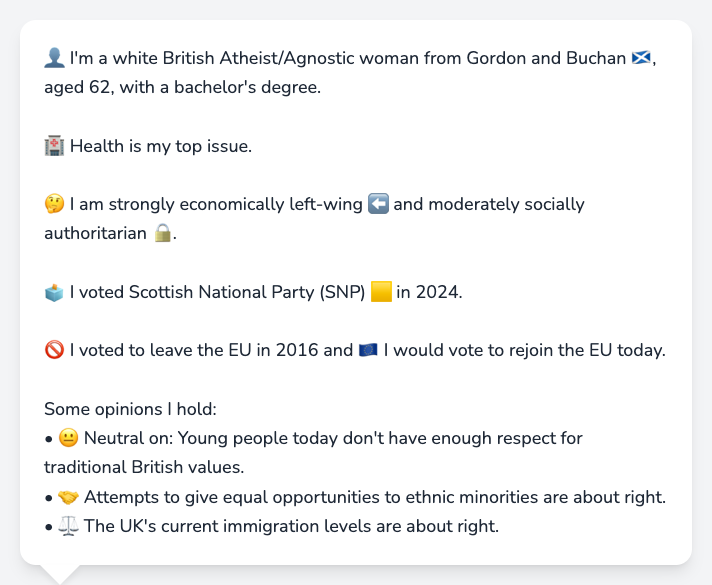 👤 I'm a white British Atheist/Agnostic woman from Gordon and Buchan 🏴󠁧󠁢󠁳󠁣󠁴󠁿,
aged 62, with a bachelor's degree.
🏥 Health is my top issue.
🤔 I am strongly economically left-wing ⬅️ and moderately socially
authoritarian 🔒.
🗳️ I voted Scottish National Party (SNP) 🟨 in 2024.
🚫 I voted to leave the EU in 2016 and 🇪🇺 I would vote to rejoin the EU today.
Some opinions I hold:
• 😐 Neutral on: Young people today don't have enough respect for
traditional British values.
• 🤝 Attempts to give equal opportunities to ethnic minorities are about right.
• ⚖️ The UK's current immigration levels are about right.